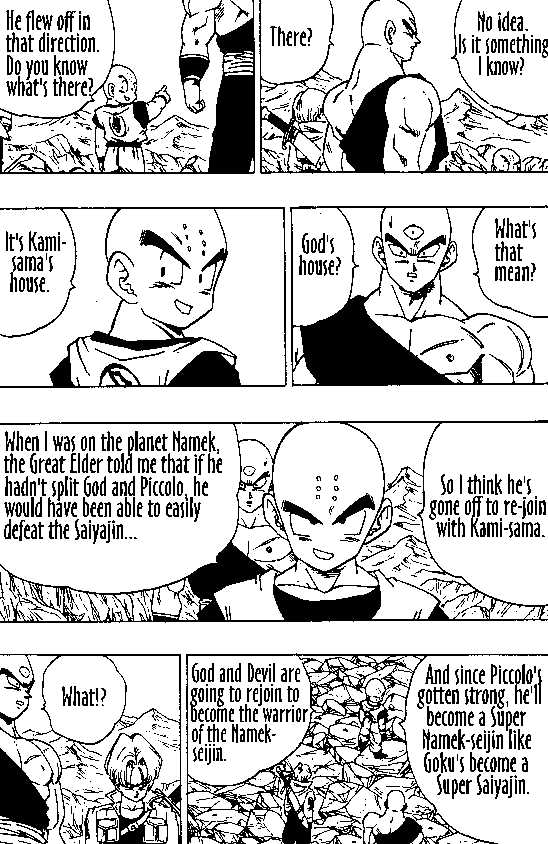 He flew off in
that direction.
Do you know
what's there?
There?
No idea.
Is it something
I know?
It's Kami-
sama's
house.
God's
house?
What's
that
mean?
When I was on the planet Namek,
the Great Elder told me that if he
hadn't split God and Piccolo, he
would have been able to easily
defeat the Saiyajin...
So I think he's
gone off to re-join
with Kami-sama.
What!?
God and Devil are
going to rejoin to
become the warrior
of the Namek-
seijin.
And since Piccolo's
gotten strong, he'll
become a Super
Namek-seijin like
Goku's become a
Super Saiyajin.